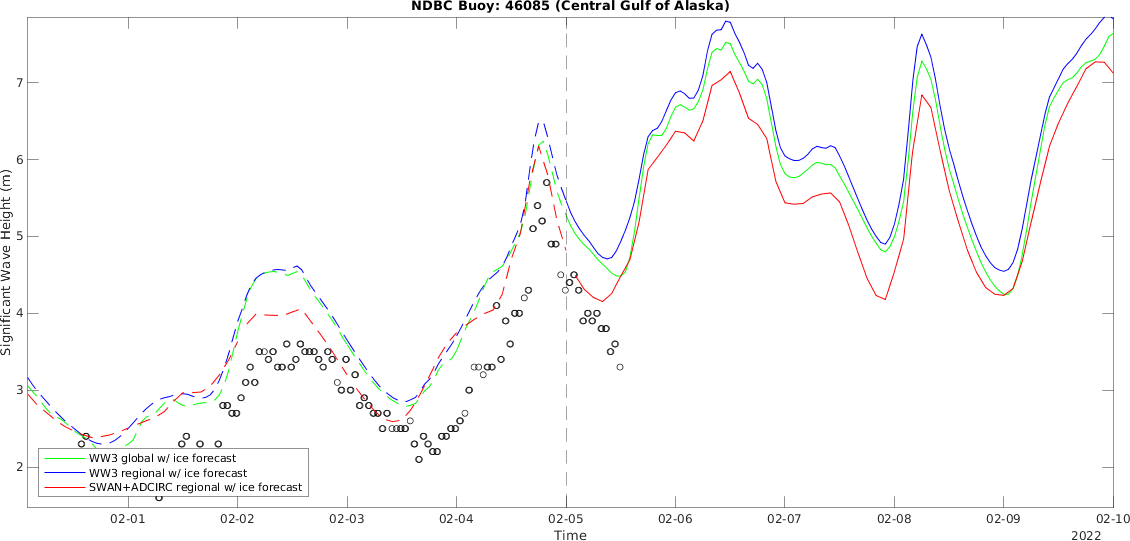 NDBC Buoy: 46085 (Central Gulf of Alaska)
Significant Wave Height (m)
7
6
5
4
3
2
WW3 global w/ ice forecast
WW3 regional w/ ice forecast
SWAN+ADCIRC regional w/ ice forecast
02-01 02-02 02-03 02-04 02-05 02-06 02-07 02-08 02-09 02-10
Time
2022